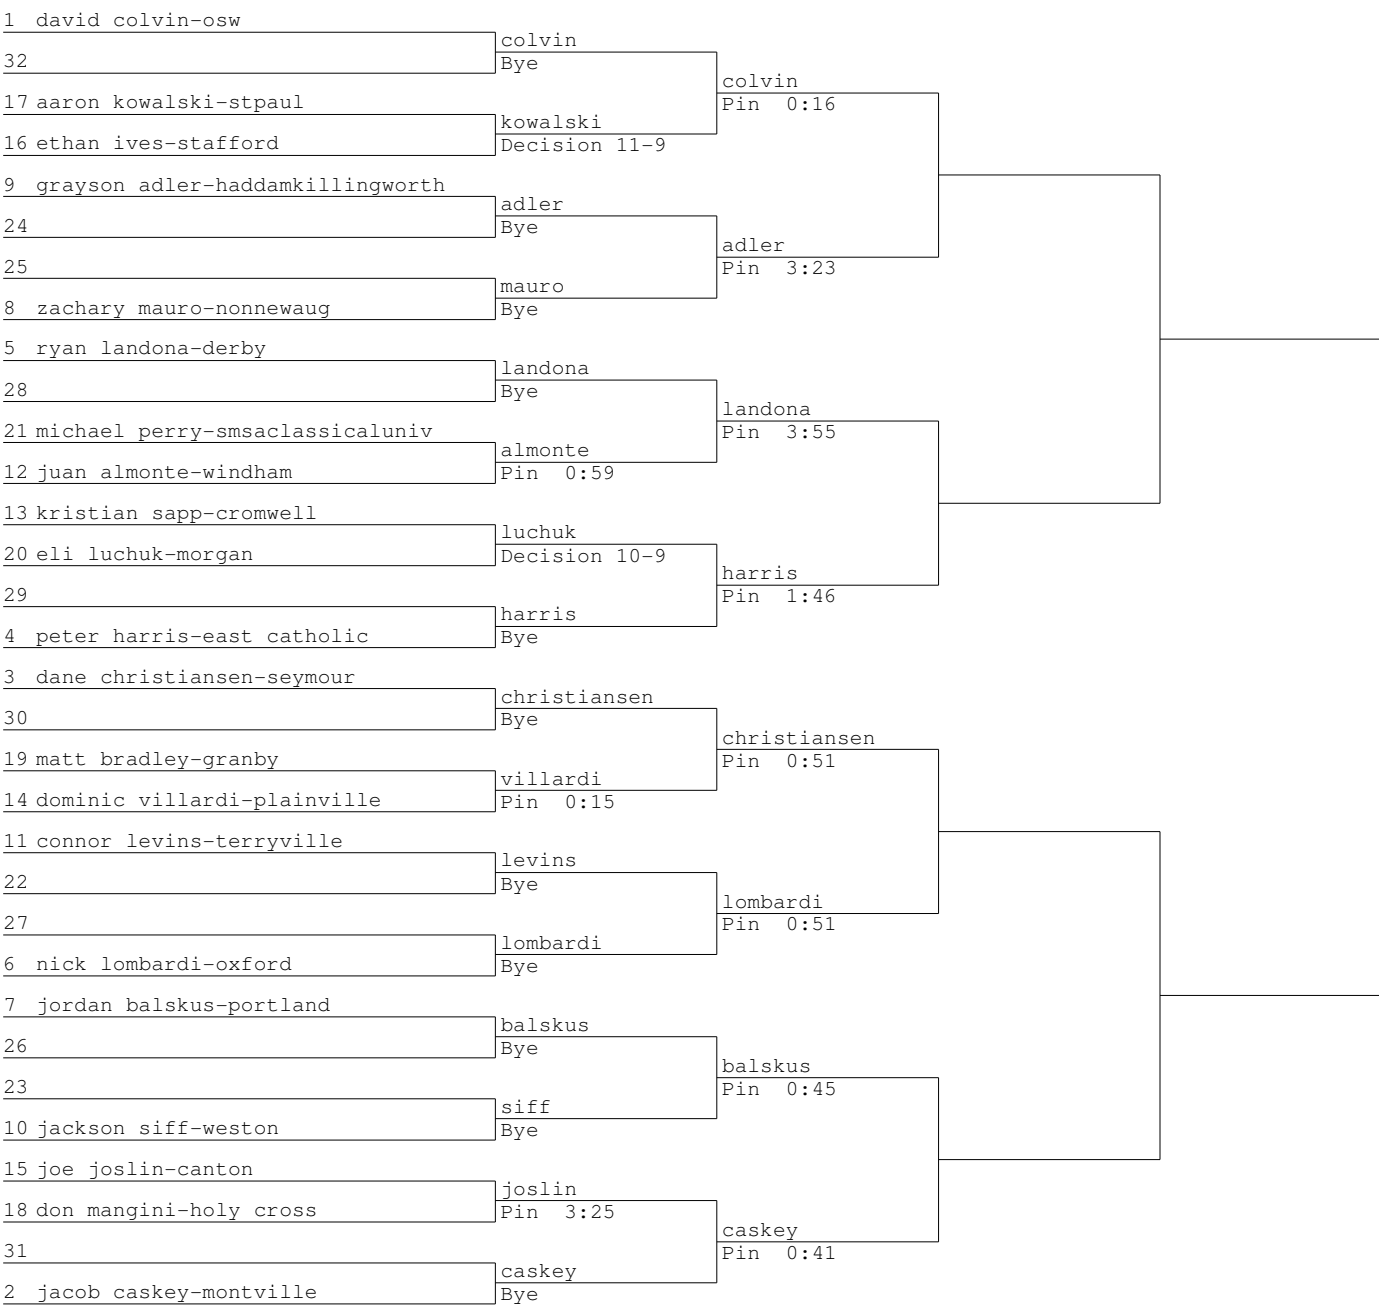 1 david colvin-osw
colvin
32
Bye
colvin
17 aaron kowalski-stpaul
Pin 0:16
kowalski
16 ethan ives-stafford
Decision 11-9
9 grayson adler-haddamkillingworth
adler
24
Bye
adler
25
Pin 3:23
mauro
8 zachary mauro-nonnewaug
Bye
5 ryan landona-derby
landona
28
Bye
landona
21 michael perry-smsaclassicaluniv
Pin 3:55
almonte
12 juan almonte-windham
Pin 0:59
13 kristian sapp-cromwell
luchuk
20 eli luchuk-morgan
Decision 10-9
harris
29
Pin 1:46
harris
4 peter harris-east catholic
Bye
3 dane christiansen-seymour
christiansen
30
Bye
christiansen
19 matt bradley-granby
Pin 0:51
villardi
14 dominic villardi-plainville
Pin 0:15
11 connor levins-terryville
levins
22
Bye
lombardi
27
Pin 0:51
lombardi
6 nick lombardi-oxford
Bye
7 jordan balskus-portland
balskus
26
Bye
balskus
23
Pin 0:45
siff
10 jackson siff-weston
Bye
15 joe joslin-canton
joslin
18 don mangini-holy cross
Pin 3:25
caskey
31
Pin 0:41
caskey
2 jacob caskey-montville
Bye